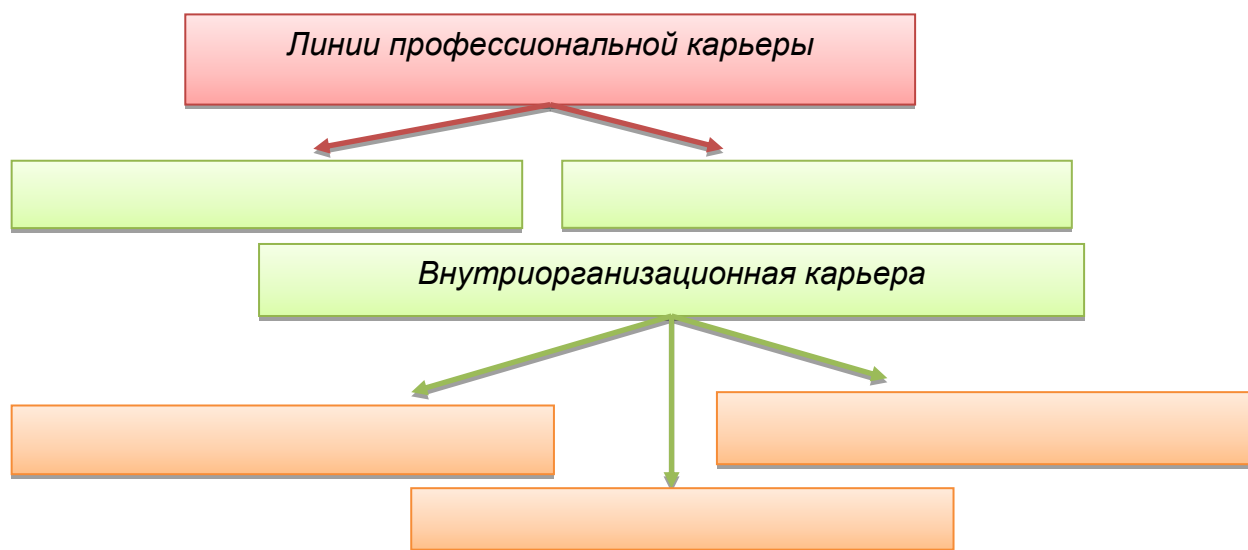 Линии профессиональной карьеры
Внутриорганизационная карьера